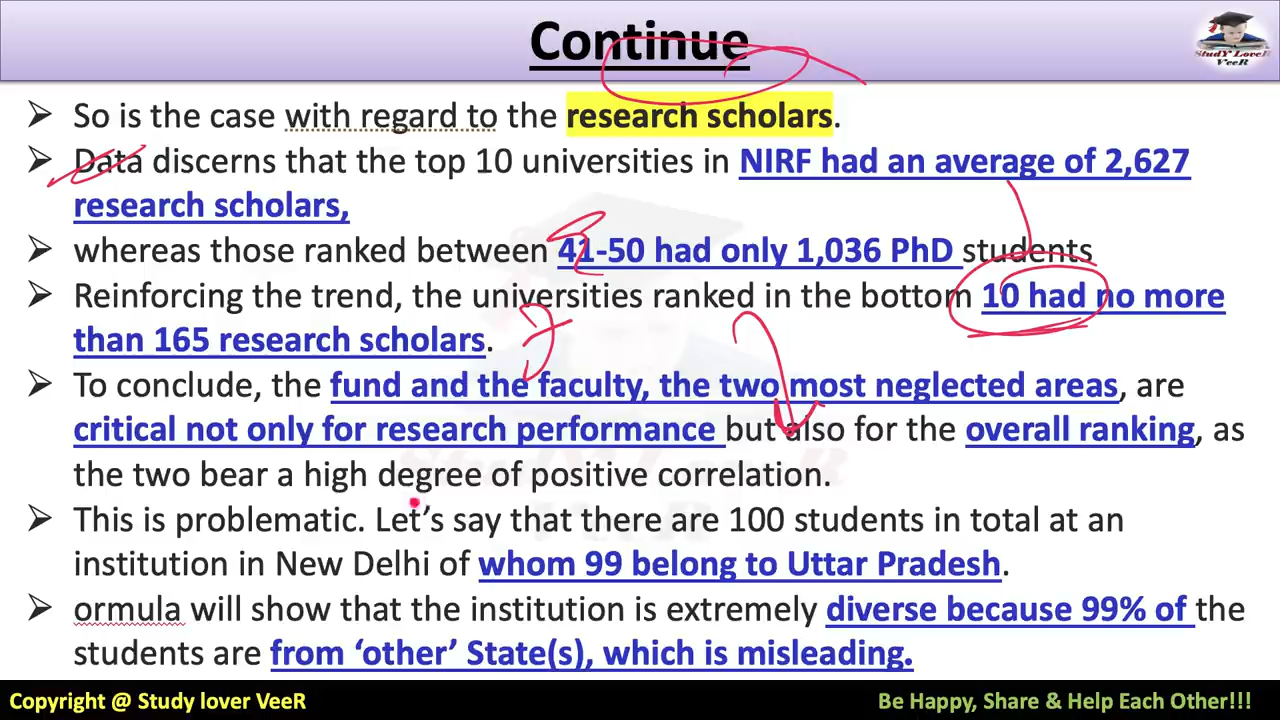 Continue
StudY LoveR
VeeR
➢ So is the case with regard to the research scholars.
➢ Data discerns that the top 10 universities in NIRF had an average of 2,627
research scholars,
➢ whereas those ranked between 41-50 had only 1,036 PhD students
➢ Reinforcing the trend, the universities ranked in the bottom 10 had no more
than 165 research scholars.
➢ To conclude, the fund and the faculty, the two most neglected areas, are
critical not only for research performance but also for the overall ranking, as
the two bear a high degree of positive correlation.
➢ This is problematic. Let’s say that there are 100 students in total at an
institution in New Delhi of whom 99 belong to Uttar Pradesh.
➢ ormula will show that the institution is extremely diverse because 99% of the
students are from ‘other’ State(s), which is misleading.
StudY LoveR
VeeR
Copyright @ Study lover VeeR
Be Happy, Share & Help Each Other!!!